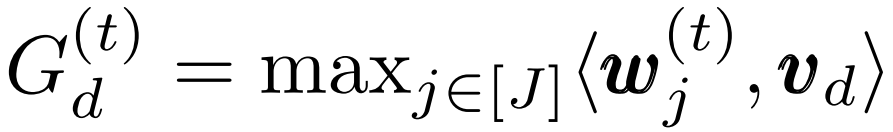 $G_d^{(t)} = \max_{j \in [J]} \langle \boldsymbol{w}_j^{(t)}, \boldsymbol{v}_d \rangle$